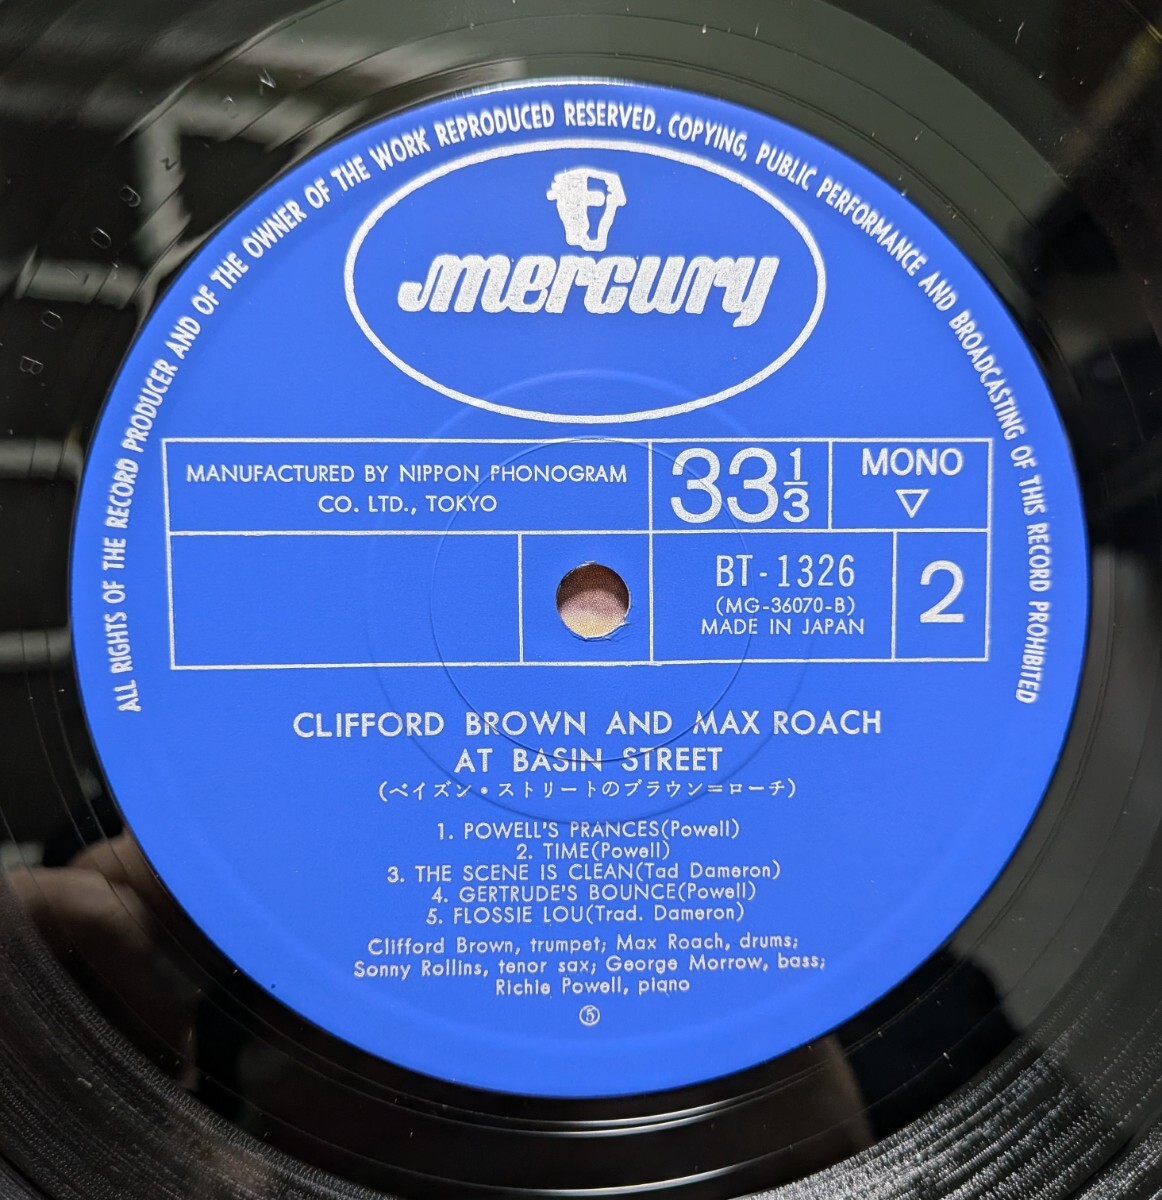 ALL RIGHTS OF THE RECORD PRODUCER AND OF THE OWNER OF THE WORK REPRODUCED RESERVED. COPYING, PUBLIC PERFORMANCE AND BROADCASTING OF THIS RECORD PROHIBITED
mercury
MANUFACTURED BY NIPPON PHONOGRAM
CO. LTD., TOKYO
33 1/3
MONO
▽
BT-1326
(MG-36070-B)
MADE IN JAPAN
2
CLIFFORD BROWN AND MAX ROACH
AT BASIN STREET
(ベイズン・ストリートのブラウン=ローチ)
1. POWELL'S PRANCES(Powell)
2. TIME(Powell)
3. THE SCENE IS CLEAN(Tad Dameron)
4. GERTRUDE'S BOUNCE(Powell)
5. FLOSSIE LOU(Trad. Dameron)
Clifford Brown, trumpet; Max Roach, drums;
Sonny Rollins, tenor sax; George Morrow, bass;
Richie Powell, piano
⑤